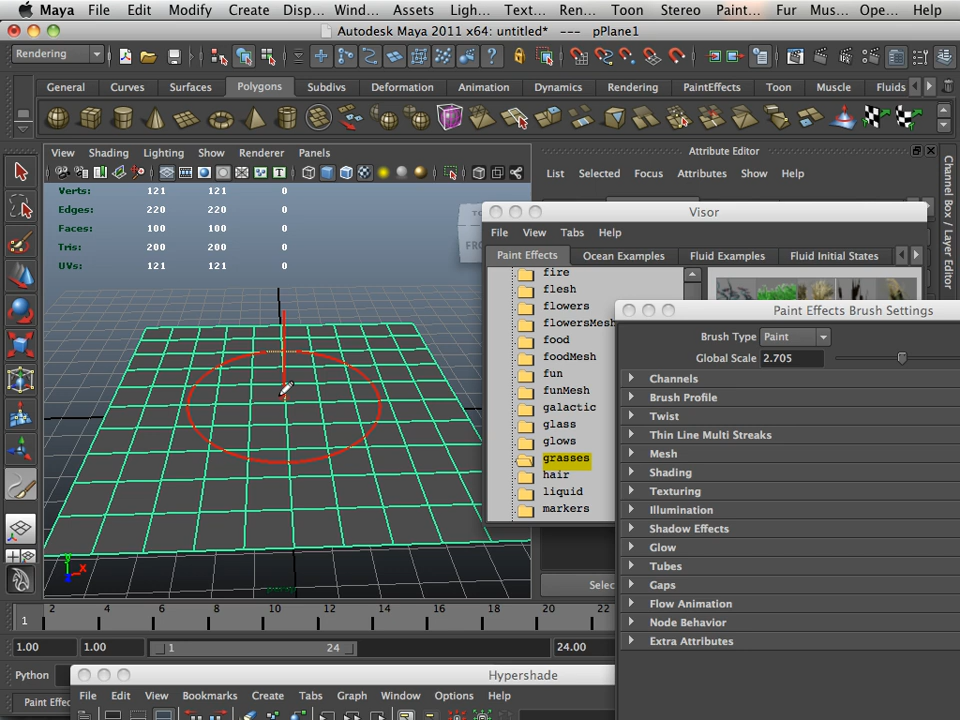 Maya File Edit Modify Create Disp... Wind... Assets Ligh... Text... Ren... Toon Stereo Paint... Fur Mus... Ope... Help
Autodesk Maya 2011 x64: untitled* --- pPlane1
Rendering
General Curves Surfaces Polygons Subdivs Deformation Animation Dynamics Rendering PaintEffects Toon Muscle Fluids
View Shading Lighting Show Renderer Panels
Attribute Editor
List Selected Focus Attributes Show Help
Verts: 121 121 0
Edges: 220 220 0
Faces: 100 100 0
Tris: 200 200 0
UVs: 121 121 0
Channel Box / Layer Editor
Visor
File View Tabs Help
Paint Effects Ocean Examples Fluid Examples Fluid Initial States
fire
flesh
flowers
flowersMesh
food
foodMesh
fun
funMesh
galactic
glass
glows
grasses
hair
liquid
markers
Paint Effects Brush Settings
Brush Type Paint
Global Scale 2.705
Channels
Brush Profile
Twist
Thin Line Multi Streaks
Mesh
Shading
Texturing
Illumination
Shadow Effects
Glow
Tubes
Gaps
Flow Animation
Node Behavior
Extra Attributes
Selec
y
x
2 4 6 8 10 12 14 16 18 20 22
1
1.00 1.00 1 24 24.00
Python
Paint Effec
Hypershade
File Edit View Bookmarks Create Tabs Graph Window Options Help